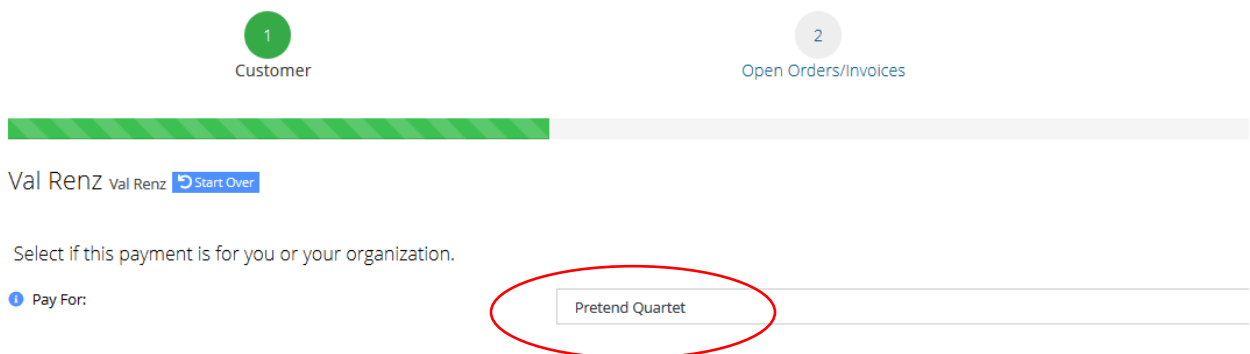 1
Customer
2
Open Orders/Invoices
Val Renz Val Renz Start Over
Select if this payment is for you or your organization.
Pay For:
Pretend Quartet